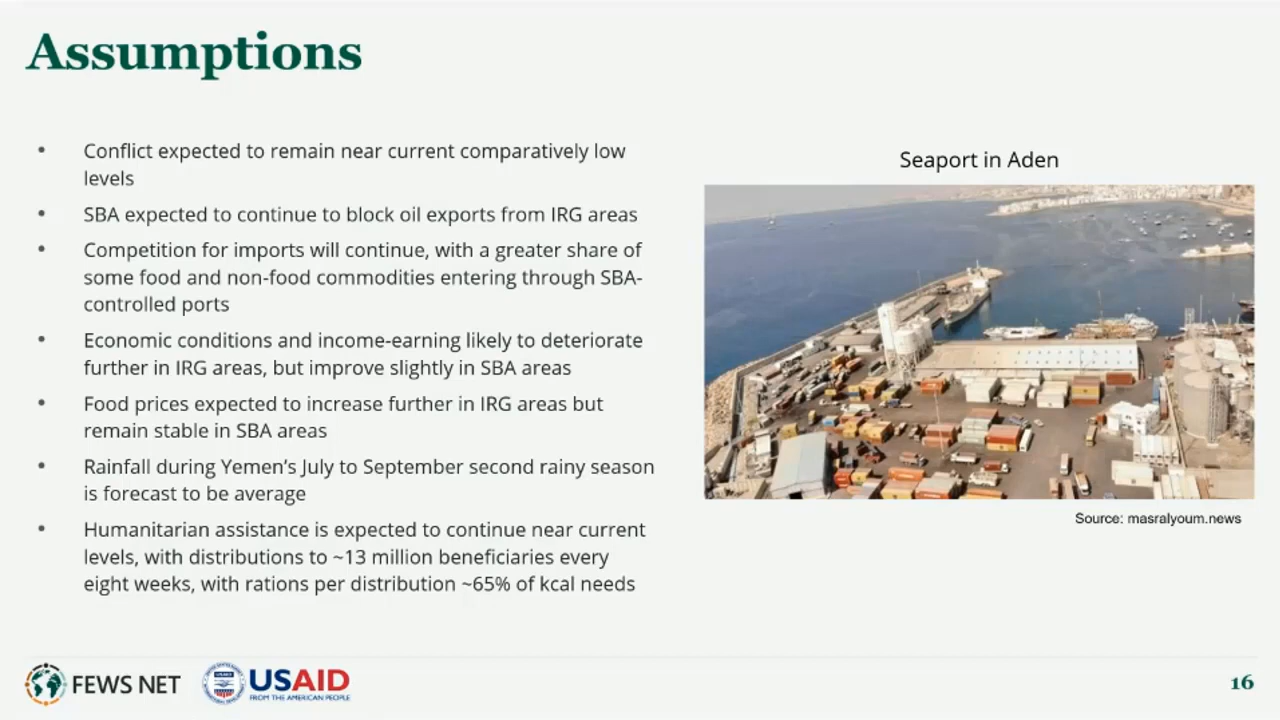 Assumptions
• Conflict expected to remain near current comparatively low
levels
• SBA expected to continue to block oil exports from IRG areas
• Competition for imports will continue, with a greater share of
some food and non-food commodities entering through SBA-
controlled ports
• Economic conditions and income-earning likely to deteriorate
further in IRG areas, but improve slightly in SBA areas
• Food prices expected to increase further in IRG areas but
remain stable in SBA areas
• Rainfall during Yemen's July to September second rainy season
is forecast to be average
• Humanitarian assistance is expected to continue near current
levels, with distributions to ~13 million beneficiaries every
eight weeks, with rations per distribution ~65% of kcal needs
Seaport in Aden
Source: masralyoum.news
FEWS NET
USAID
FROM THE AMERICAN PEOPLE
16